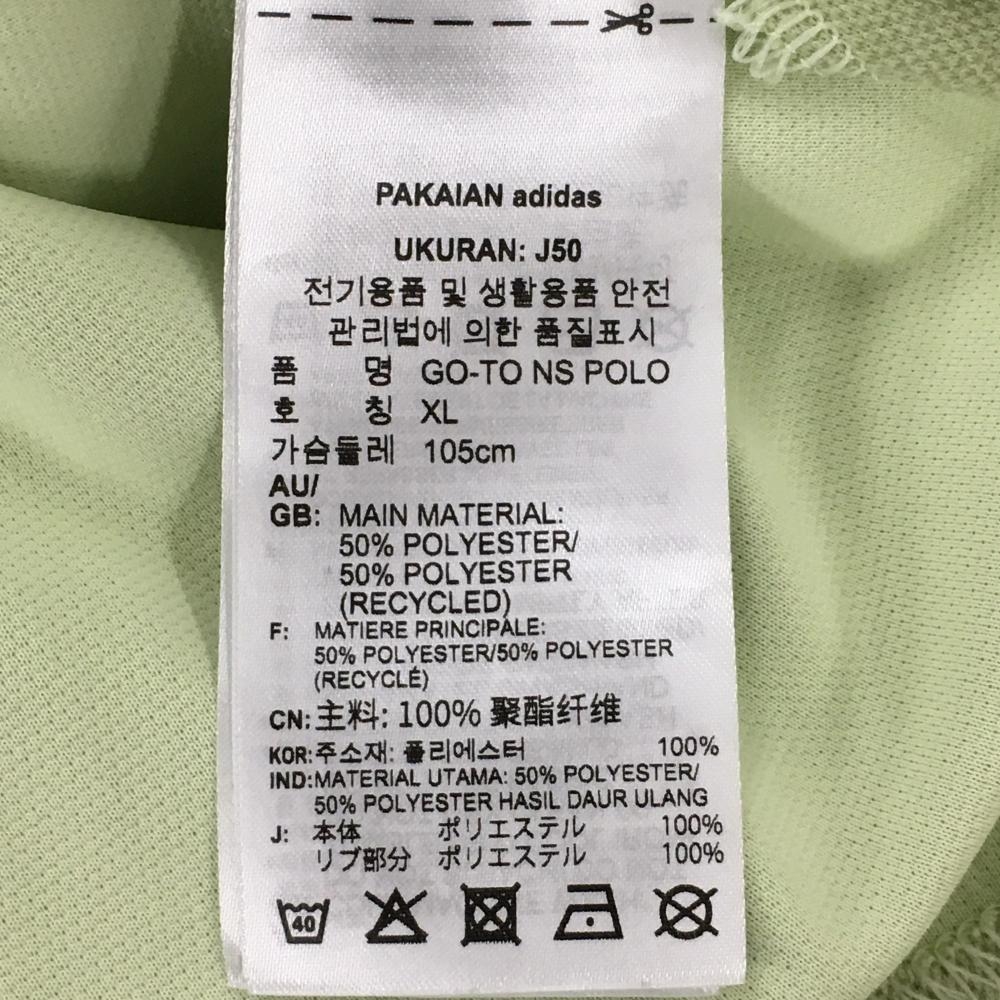 PAKAIAN adidas
UKURAN: J50
전기용품 및 생활용품 안전
관리법에 의한 품질표시
품 명 GO-TO NS POLO
호 칭 XL
가슴둘레 105cm
AU/
GB: MAIN MATERIAL:
50% POLYESTER/
50% POLYESTER
(RECYCLED)
F: MATIERE PRINCIPALE:
50% POLYESTER/50% POLYESTER
(RECYCLÉ)
CN: 主料: 100% 聚酯纤维
KOR: 주소재: 폴리에스터 100%
IND: MATERIAL UTAMA: 50% POLYESTER/
50% POLYESTER HASIL DAUR ULANG
J: 本体 ポリエステル 100%
リブ部分 ポリエステル 100%
40